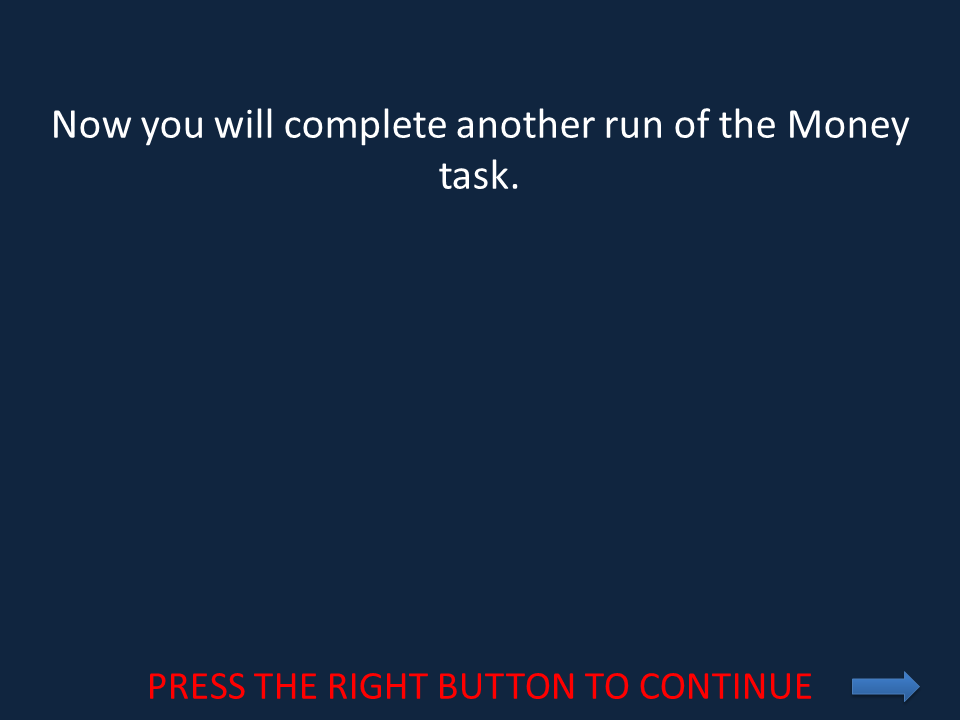 Now you will complete another run of the Money
task.
PRESS THE RIGHT BUTTON TO CONTINUE